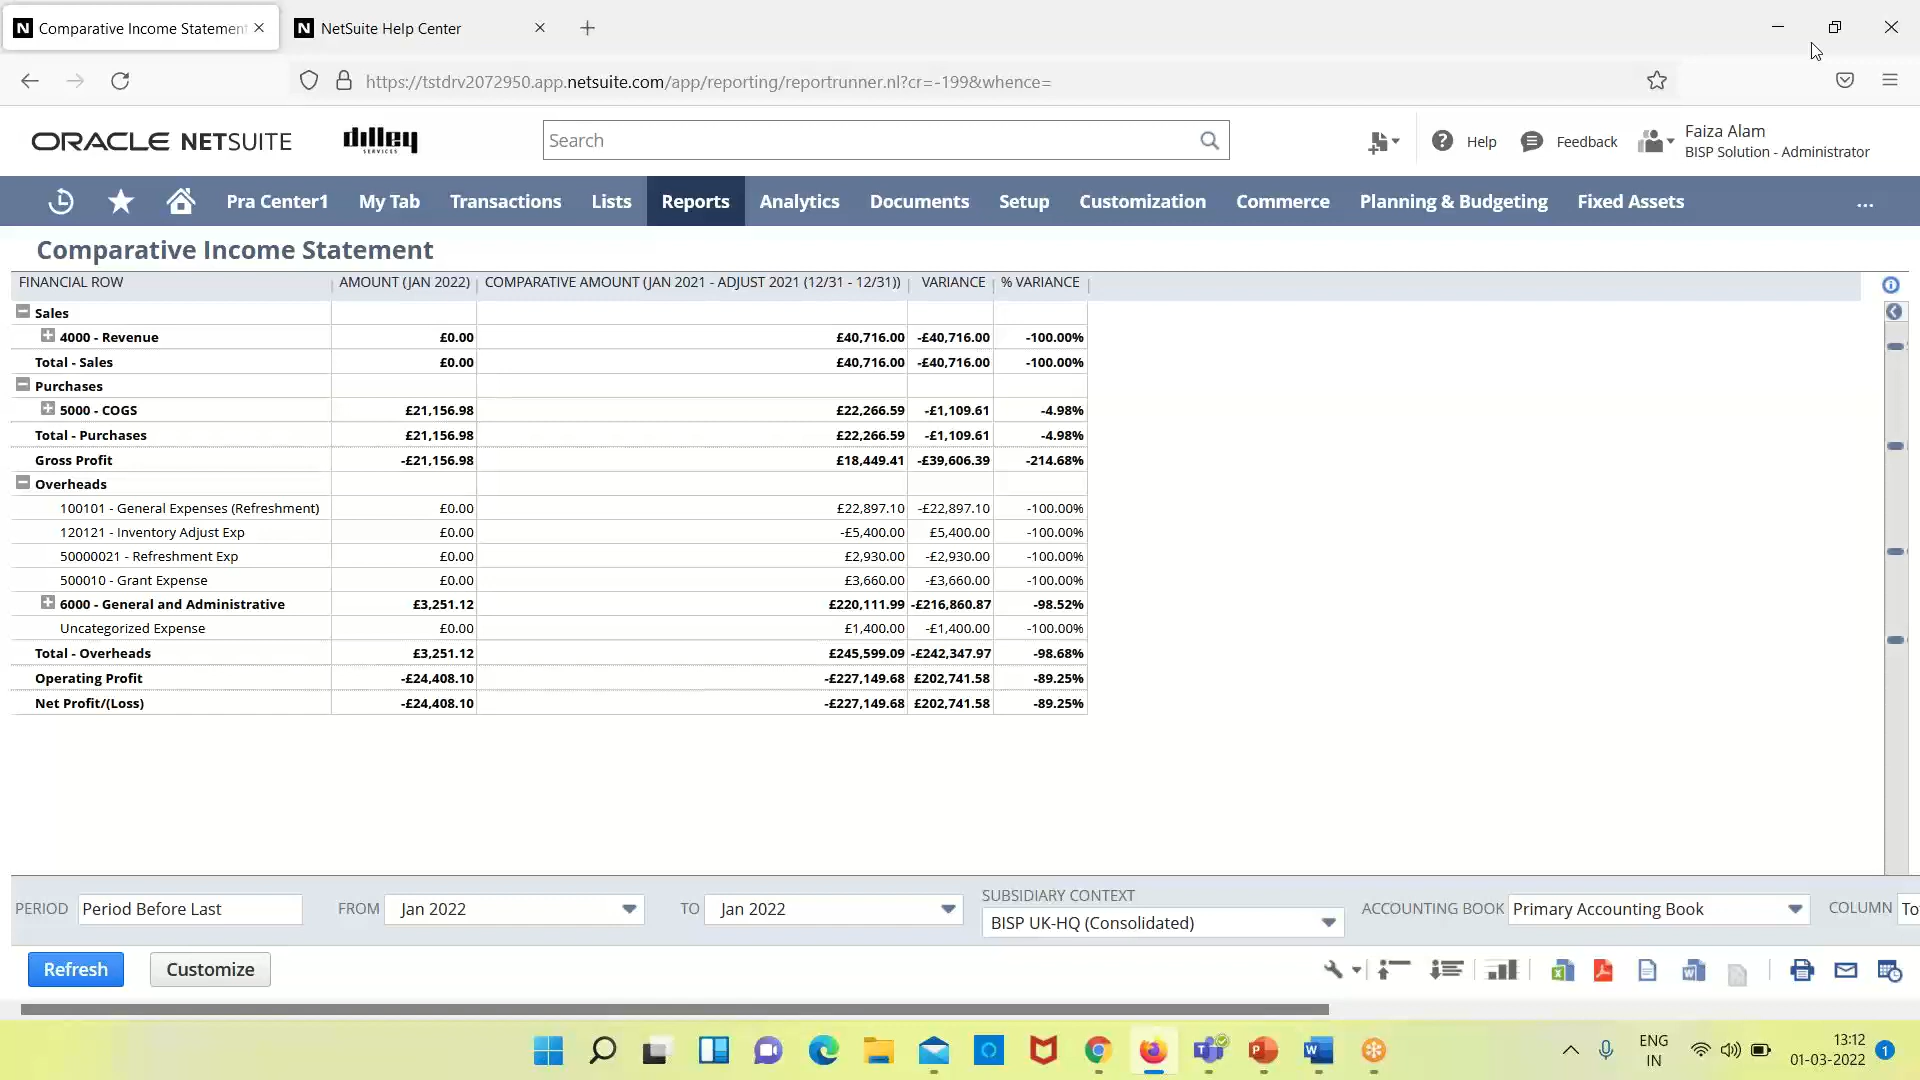 Comparative Income Statement
NetSuite Help Center
https://tstdrv2072950.app.netsuite.com/app/reporting/reportrunner.nl?cr=-199&whence=
ORACLE NETSUITE
dilley
SERVICES
Search
Help
Feedback
Faiza Alam
BISP Solution - Administrator
Pra Center1 My Tab Transactions Lists Reports Analytics Documents Setup Customization Commerce Planning & Budgeting Fixed Assets ...
Comparative Income Statement
FINANCIAL ROW AMOUNT (JAN 2022) COMPARATIVE AMOUNT (JAN 2021 - ADJUST 2021 (12/31 - 12/31)) VARIANCE % VARIANCE
Sales
4000 - Revenue £0.00 £40,716.00 -£40,716.00 -100.00%
Total - Sales £0.00 £40,716.00 -£40,716.00 -100.00%
Purchases
5000 - COGS £21,156.98 £22,266.59 -£1,109.61 -4.98%
Total - Purchases £21,156.98 £22,266.59 -£1,109.61 -4.98%
Gross Profit -£21,156.98 £18,449.41 -£39,606.39 -214.68%
Overheads
100101 - General Expenses (Refreshment) £0.00 £22,897.10 -£22,897.10 -100.00%
120121 - Inventory Adjust Exp £0.00 -£5,400.00 £5,400.00 -100.00%
50000021 - Refreshment Exp £0.00 £2,930.00 -£2,930.00 -100.00%
500010 - Grant Expense £0.00 £3,660.00 -£3,660.00 -100.00%
6000 - General and Administrative £3,251.12 £220,111.99 -£216,860.87 -98.52%
Uncategorized Expense £0.00 £1,400.00 -£1,400.00 -100.00%
Total - Overheads £3,251.12 £245,599.09 -£242,347.97 -98.68%
Operating Profit -£24,408.10 -£227,149.68 £202,741.58 -89.25%
Net Profit/(Loss) -£24,408.10 -£227,149.68 £202,741.58 -89.25%
PERIOD Period Before Last FROM Jan 2022 TO Jan 2022
SUBSIDIARY CONTEXT
BISP UK-HQ (Consolidated)
ACCOUNTING BOOK Primary Accounting Book COLUMN To
Refresh Customize
ENG
IN
13:12
01-03-2022
1